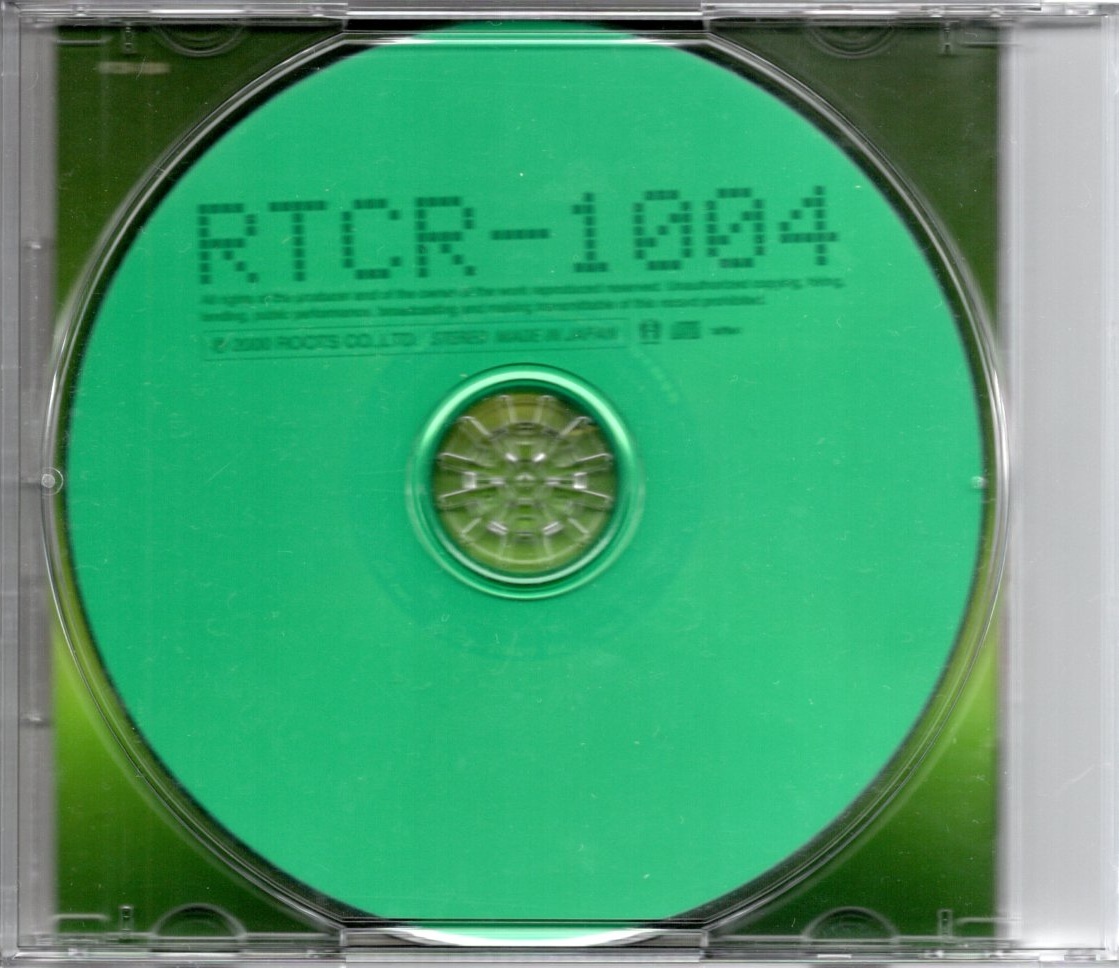 RTCR-1004
All rights of the producer and of the owner of the work reproduced reserved. Unauthorized copying, hiring,
lending, public performance, broadcasting and making transmittable of this record prohibited.
℗ 2000 ROOTS CO.,LTD. STEREO MADE IN JAPAN